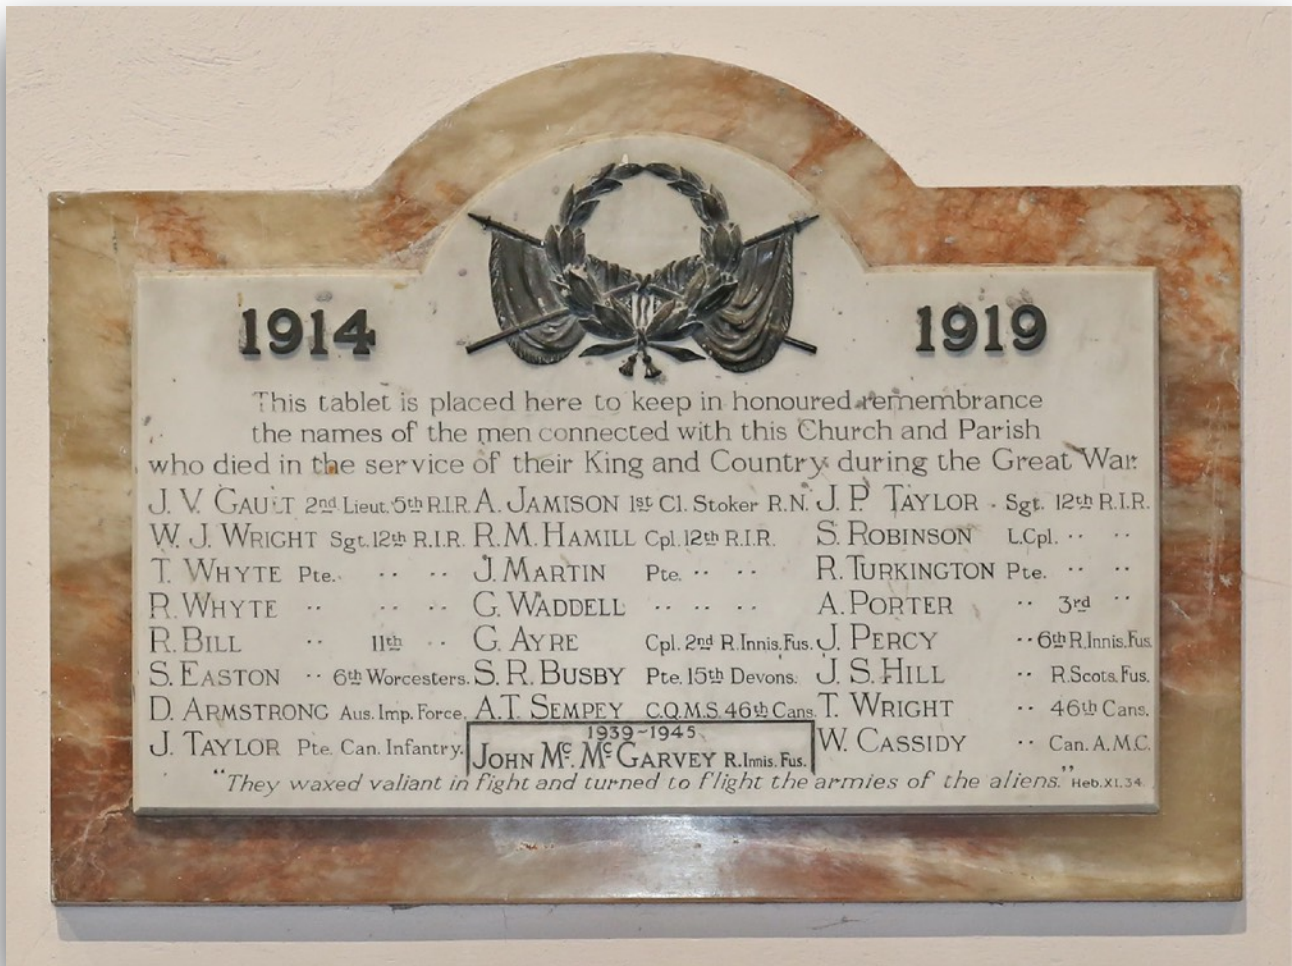 1914 1919
This tablet is placed here to keep in honoured remembrance
the names of the men connected with this Church and Parish
who died in the service of their King and Country during the Great War.
J. V. GAULT 2nd Lieut. 5th R.I.R. A. JAMISON 1st Cl. Stoker R.N. J. P. TAYLOR - Sgt. 12th R.I.R.
W. J. WRIGHT Sgt. 12th R.I.R. R. M. HAMILL Cpl. 12th R.I.R. S. ROBINSON L.Cpl. ·· ··
T. WHYTE Pte. ·· ·· J. MARTIN Pte. ·· ·· R. TURKINGTON Pte. ·· ··
R. WHYTE ·· ·· ·· G. WADDELL ·· ·· ·· A. PORTER ·· 3rd ··
R. BILL ·· 11th ·· G. AYRE Cpl. 2nd R. Innis. Fus. J. PERCY ·· 6th R. Innis. Fus.
S. EASTON ·· 6th Worcesters. S. R. BUSBY Pte. 15th Devons. J. S. HILL ·· R. Scots. Fus.
D. ARMSTRONG Aus. Imp. Force. A. T. SEMPEY C.Q.M.S. 46th Cans. T. WRIGHT ·· 46th Cans.
J. TAYLOR Pte. Can. Infantry. W. CASSIDY ·· Can. A.M.C.
1939-1945
JOHN Mc. McGARVEY R. Innis. Fus.
"They waxed valiant in fight and turned to flight the armies of the aliens." Heb. XI. 34.